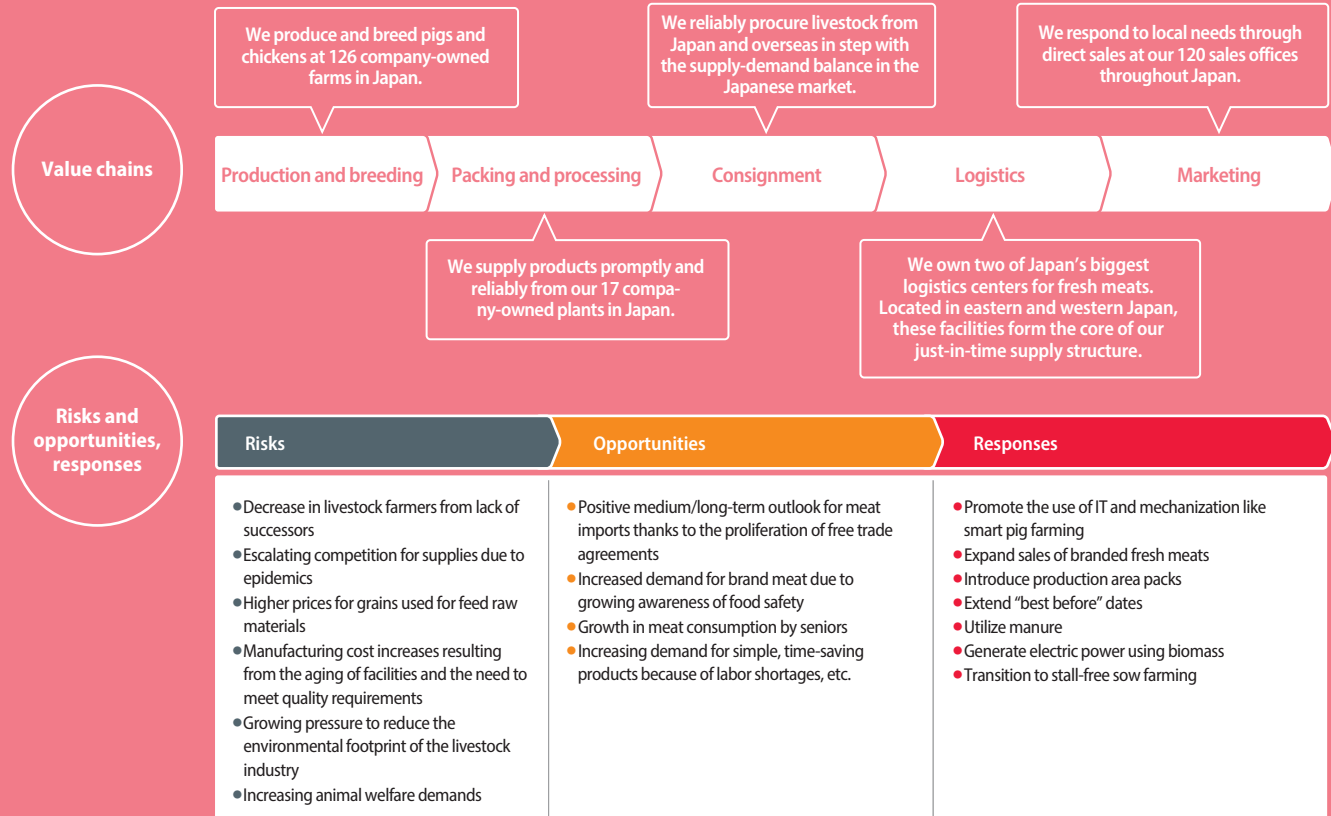 We produce and breed pigs and
chickens at 126 company-owned
farms in Japan.
We reliably procure livestock from
Japan and overseas in step with
the supply-demand balance in the
Japanese market.
We respond to local needs through
direct sales at our 120 sales offices
throughout Japan.
Value chains
Production and breeding
Packing and processing
Consignment
Logistics
Marketing
We supply products promptly and
reliably from our 17 compa-
ny-owned plants in Japan.
We own two of Japan’s biggest
logistics centers for fresh meats.
Located in eastern and western Japan,
these facilities form the core of our
just-in-time supply structure.
Risks and
opportunities,
responses
Risks
●Decrease in livestock farmers from lack of
successors
●Escalating competition for supplies due to
epidemics
●Higher prices for grains used for feed raw
materials
●Manufacturing cost increases resulting
from the aging of facilities and the need to
meet quality requirements
●Growing pressure to reduce the
environmental footprint of the livestock
industry
●Increasing animal welfare demands
Opportunities
●Positive medium/long-term outlook for meat
imports thanks to the proliferation of free trade
agreements
●Increased demand for brand meat due to
growing awareness of food safety
●Growth in meat consumption by seniors
●Increasing demand for simple, time-saving
products because of labor shortages, etc.
Responses
●Promote the use of IT and mechanization like
smart pig farming
●Expand sales of branded fresh meats
●Introduce production area packs
●Extend “best before” dates
●Utilize manure
●Generate electric power using biomass
●Transition to stall-free sow farming